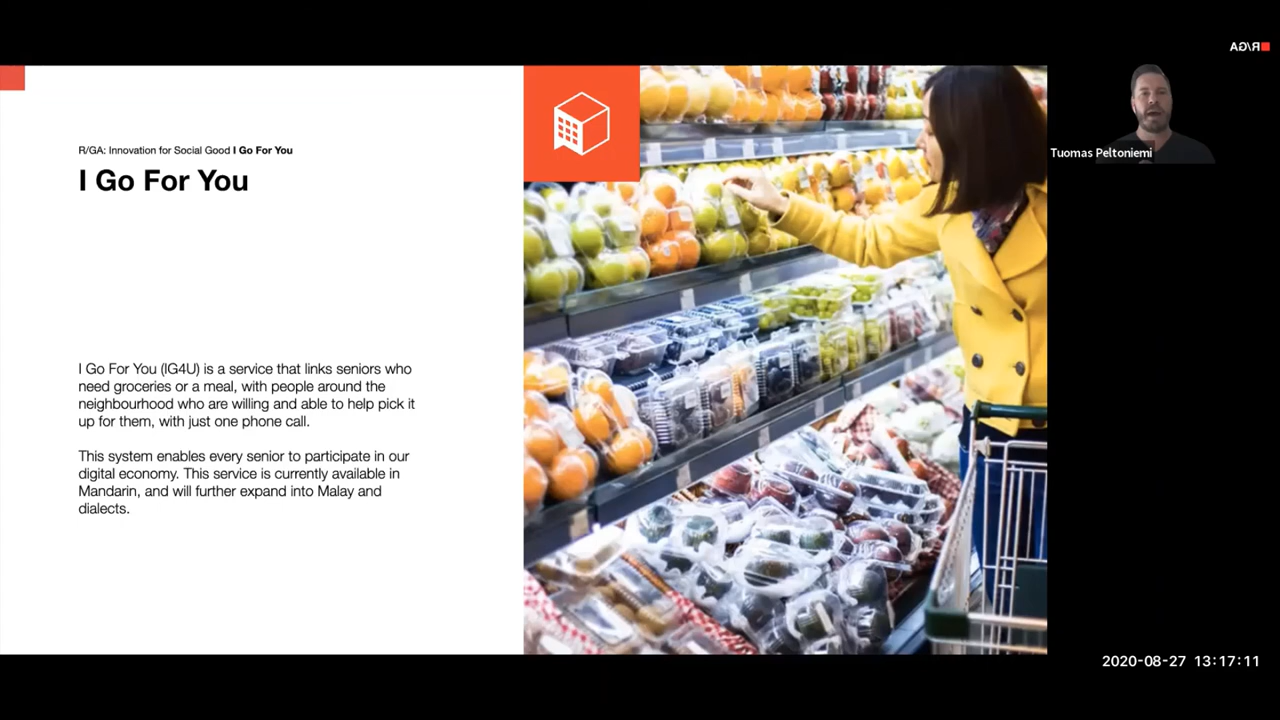 R/GA
R/GA: Innovation for Social Good I Go For You
I Go For You
Tuomas Peltoniemi
I Go For You (IG4U) is a service that links seniors who
need groceries or a meal, with people around the
neighbourhood who are willing and able to help pick it
up for them, with just one phone call.
This system enables every senior to participate in our
digital economy. This service is currently available in
Mandarin, and will further expand into Malay and
dialects.
2020-08-27 13:17:11